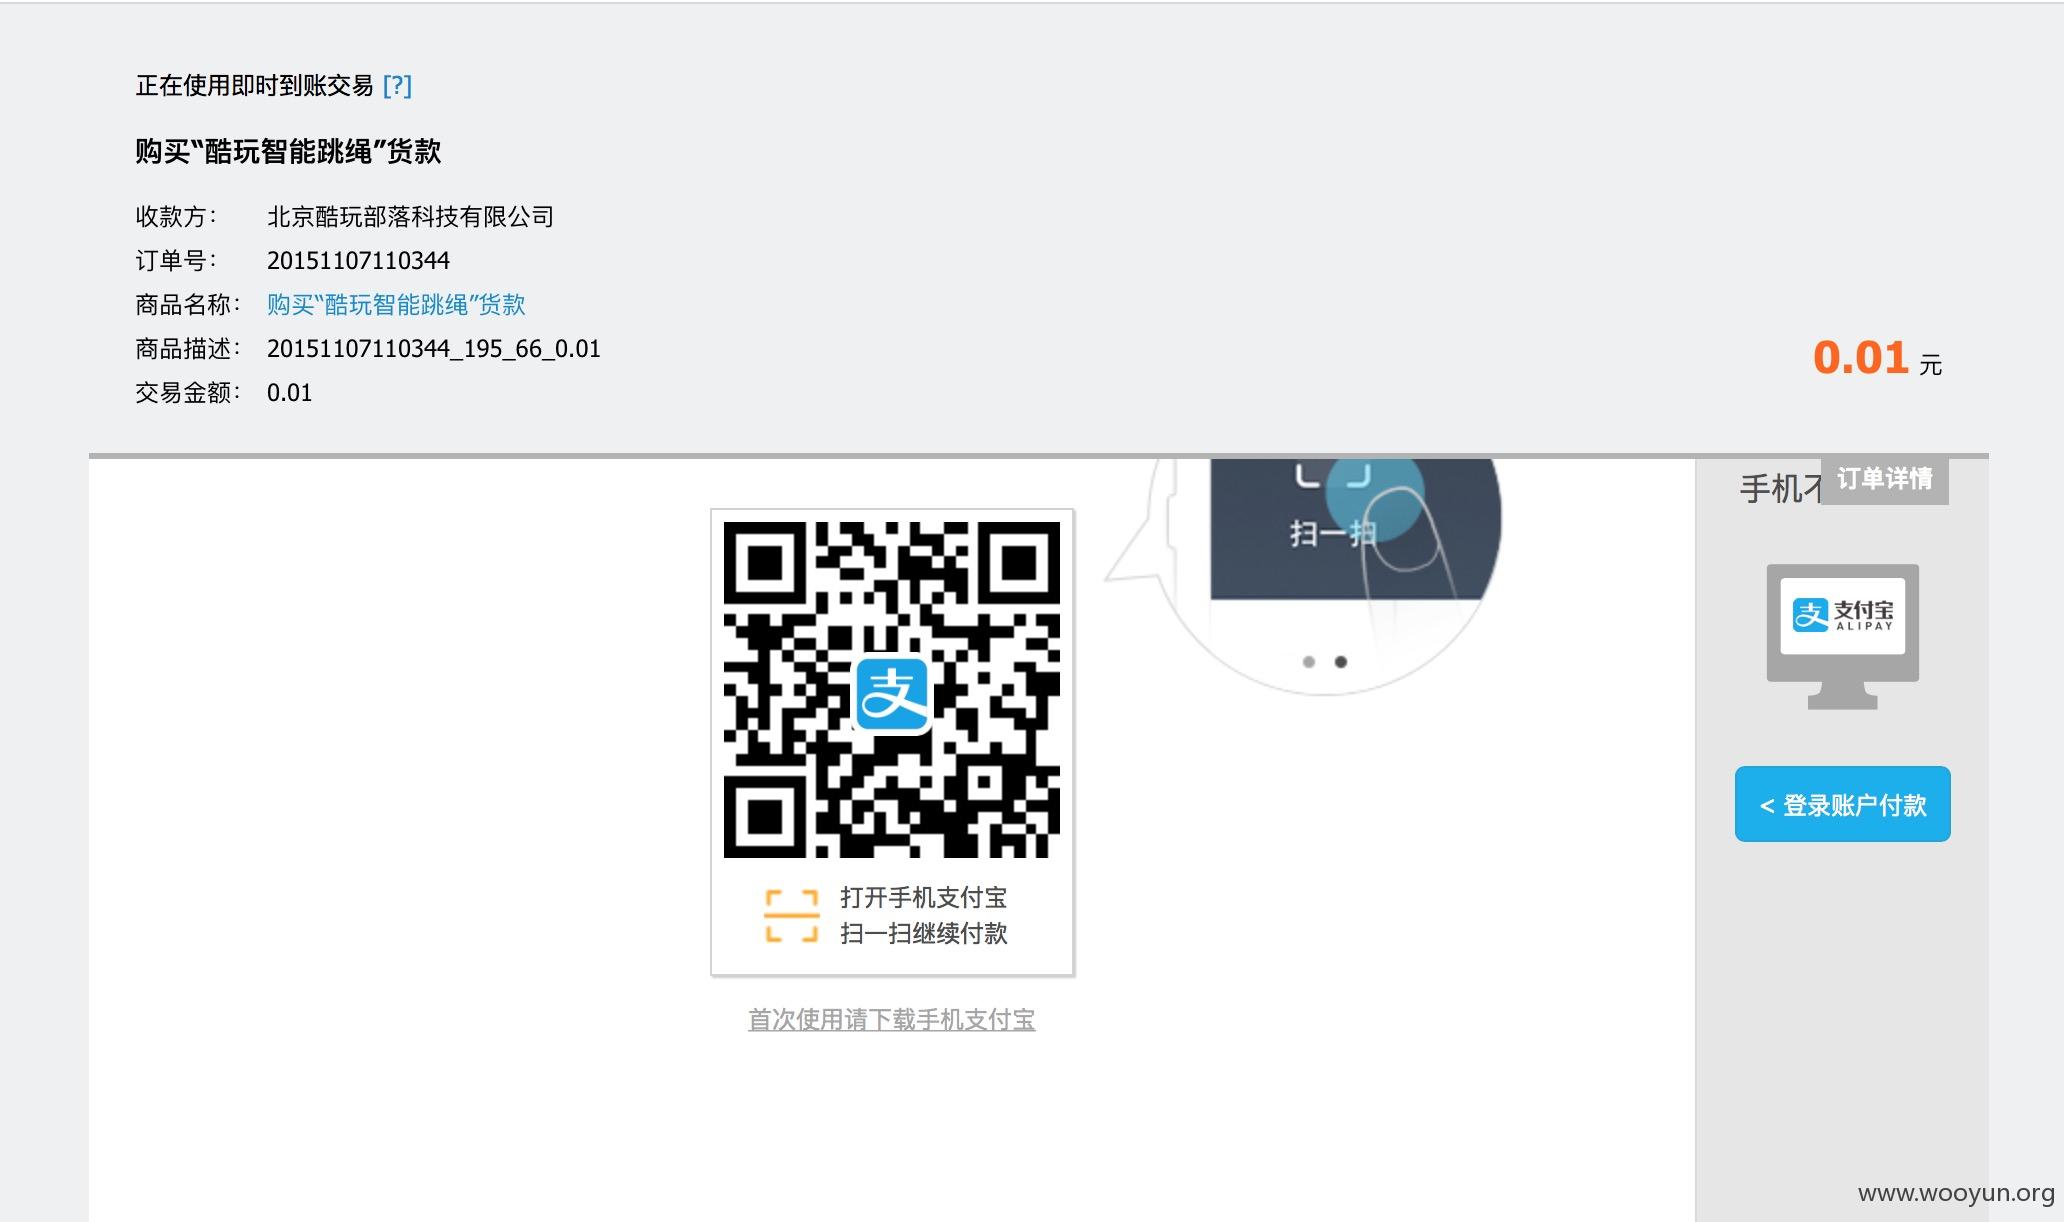 正在使用即时到账交易 [?]
购买“酷玩智能跳绳”货款
收款方： 北京酷玩部落科技有限公司
订单号： 20151107110344
商品名称： 购买“酷玩智能跳绳”货款
商品描述： 20151107110344_195_66_0.01
交易金额： 0.01
0.01 元
订单详情
手机不
扫一扫
支付宝
ALIPAY
支
< 登录账户付款
打开手机支付宝
扫一扫继续付款
首次使用请下载手机支付宝
www.wooyun.org